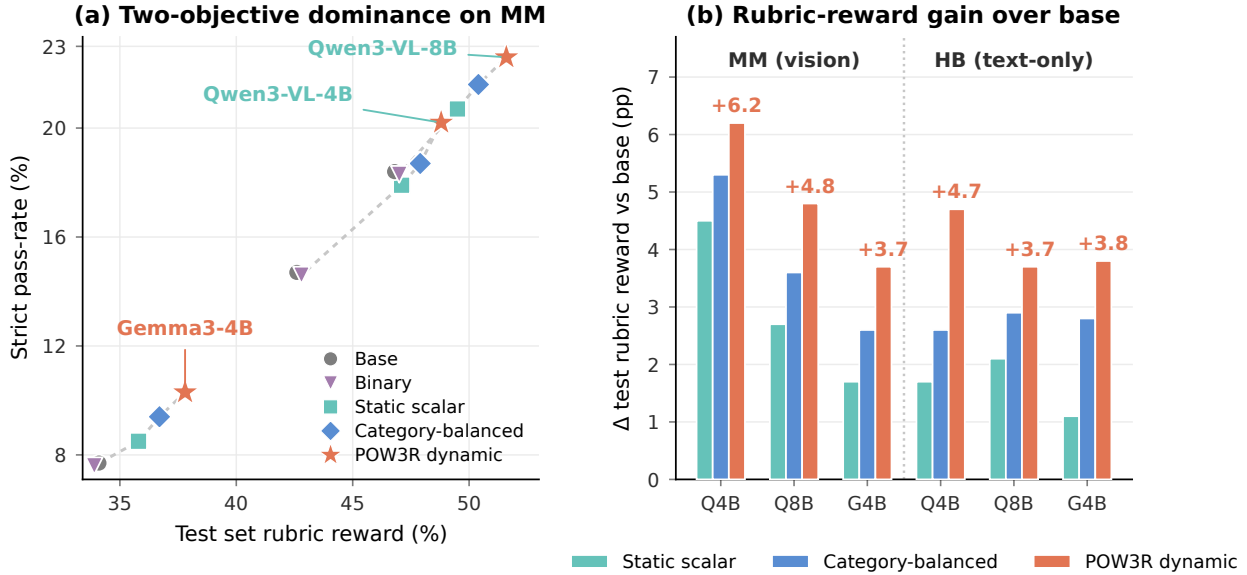 (a) Two-objective dominance on MM
Strict pass-rate (%)
23
20
16
12
8
Qwen3-VL-8B
Qwen3-VL-4B
Gemma3-4B
Base
Binary
Static scalar
Category-balanced
POW3R dynamic
35
40
45
50
Test set rubric reward (%)
(b) Rubric-reward gain over base
Δ test rubric reward vs base (pp)
7
6
5
4
3
2
1
0
MM (vision)
HB (text-only)
+6.2
+4.8
+3.7
+4.7
+3.7
+3.8
Q4B
Q8B
G4B
Q4B
Q8B
G4B
Static scalar
Category-balanced
POW3R dynamic